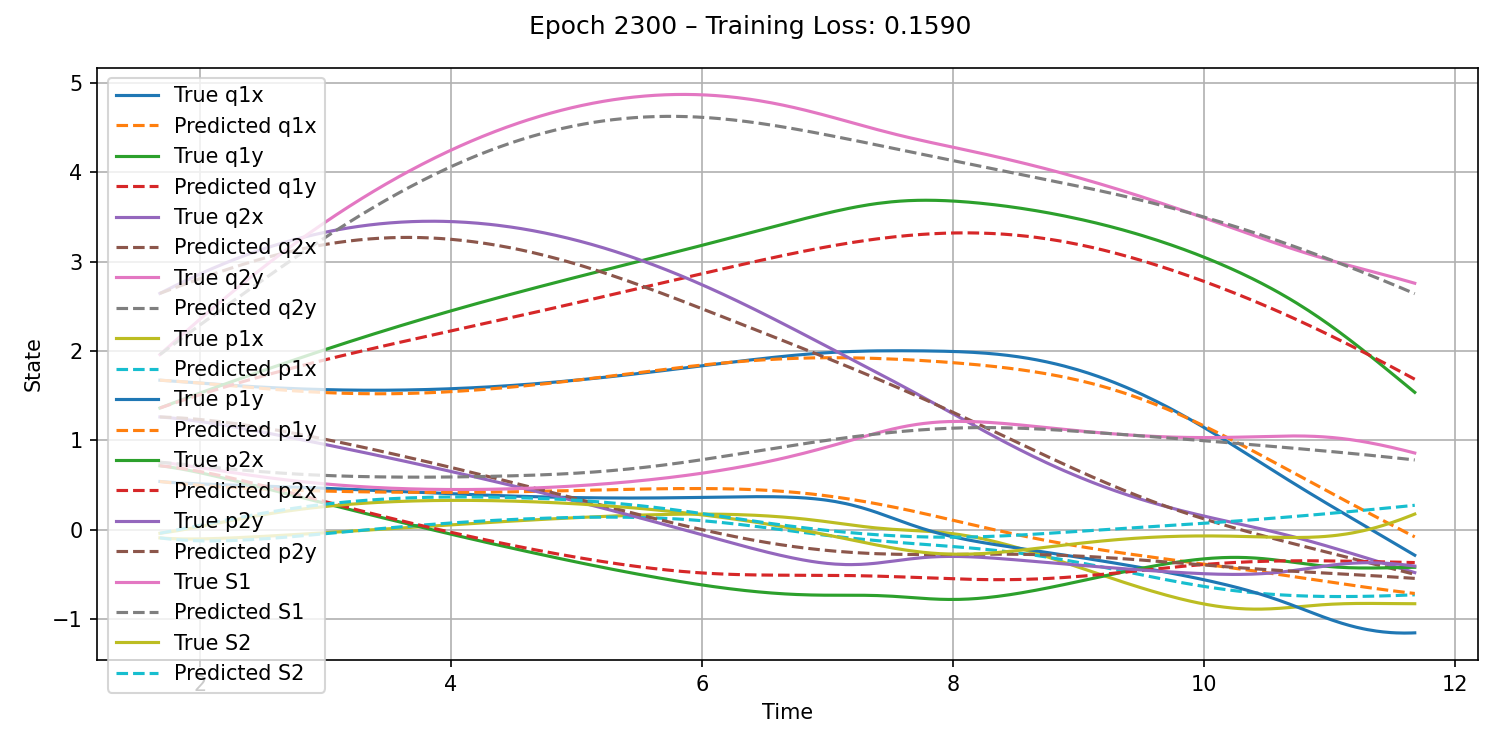 Epoch 2300 – Training Loss: 0.1590
5
4
3
2
1
0
−1
State
True q1x
Predicted q1x
True q1y
Predicted q1y
True q2x
Predicted q2x
True q2y
Predicted q2y
True p1x
Predicted p1x
True p1y
Predicted p1y
True p2x
Predicted p2x
True p2y
Predicted p2y
True S1
Predicted S1
True S2
Predicted S2
2 4 6 8 10 12
Time